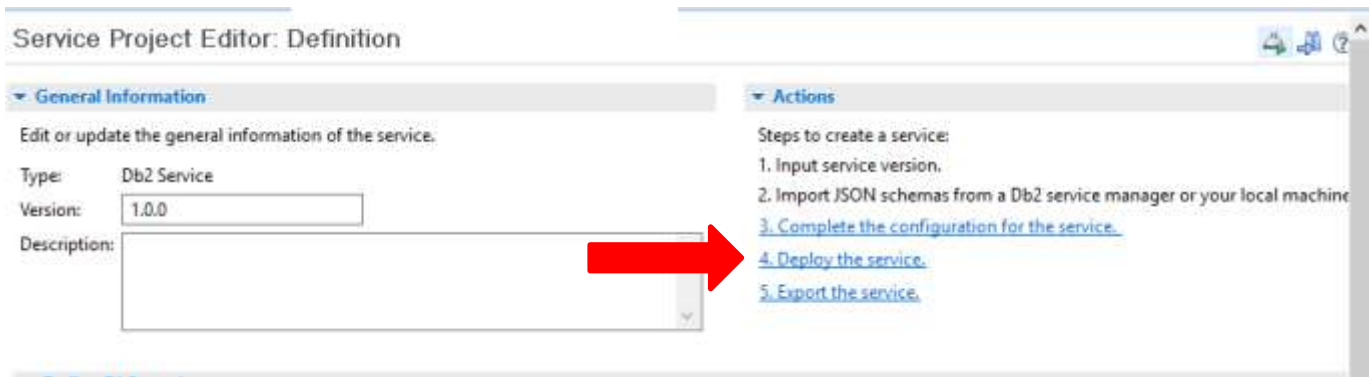 Service Project Editor: Definition
General Information
Edit or update the general information of the service.
Type: Db2 Service
Version: 1.0.0
Description:
Actions
Steps to create a service:
1. Input service version.
2. Import JSON schemas from a Db2 service manager or your local machine
3. Complete the configuration for the service.
4. Deploy the service.
5. Export the service.